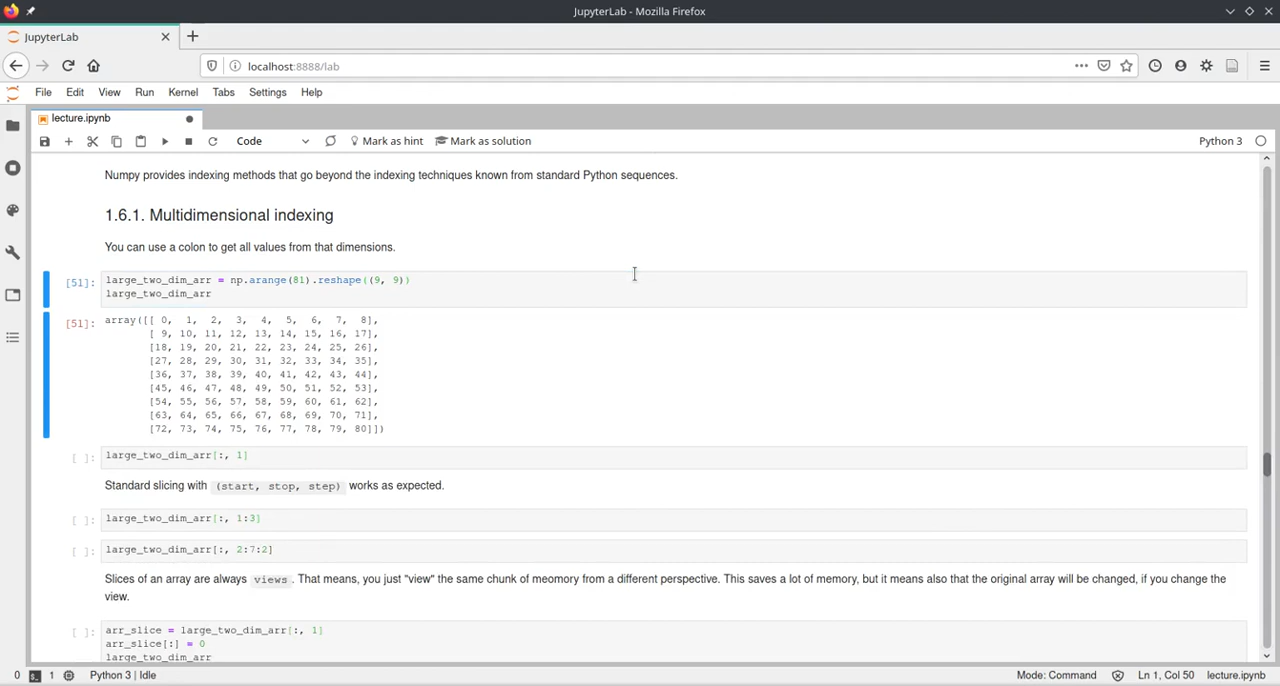 JupyterLab - Mozilla Firefox
JupyterLab
localhost:8888/lab
File Edit View Run Kernel Tabs Settings Help
lecture.ipynb
Code Mark as hint Mark as solution Python 3
Numpy provides indexing methods that go beyond the indexing techniques known from standard Python sequences.
1.6.1. Multidimensional indexing
You can use a colon to get all values from that dimensions.
[51]: large_two_dim_arr = np.arange(81).reshape((9, 9))
large_two_dim_arr
[51]: array([[ 0, 1, 2, 3, 4, 5, 6, 7, 8],
[ 9, 10, 11, 12, 13, 14, 15, 16, 17],
[18, 19, 20, 21, 22, 23, 24, 25, 26],
[27, 28, 29, 30, 31, 32, 33, 34, 35],
[36, 37, 38, 39, 40, 41, 42, 43, 44],
[45, 46, 47, 48, 49, 50, 51, 52, 53],
[54, 55, 56, 57, 58, 59, 60, 61, 62],
[63, 64, 65, 66, 67, 68, 69, 70, 71],
[72, 73, 74, 75, 76, 77, 78, 79, 80]])
[ ]: large_two_dim_arr[:, 1]
Standard slicing with (start, stop, step) works as expected.
[ ]: large_two_dim_arr[:, 1:3]
[ ]: large_two_dim_arr[:, 2:7:2]
Slices of an array are always views. That means, you just "view" the same chunk of meomory from a different perspective. This saves a lot of memory, but it means also that the original array will be changed, if you change the
view.
[ ]: arr_slice = large_two_dim_arr[:, 1]
arr_slice[:] = 0
large_two_dim_arr
0 1 Python 3 | Idle Mode: Command Ln 1, Col 50 lecture.ipynb